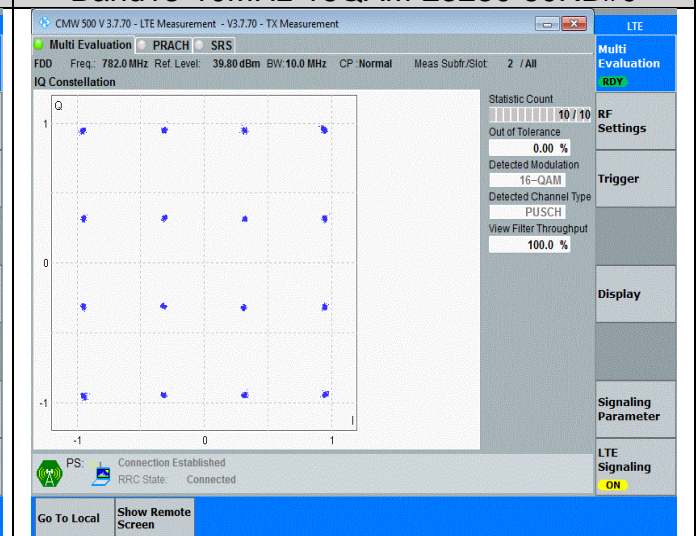 CMW 500 V 3.7.70 - LTE Measurement - V3.7.70 - TX Measurement
LTE
Multi Evaluation PRACH SRS
Multi
Evaluation
RDY
FDD Freq.: 782.0 MHz Ref. Level: 39.80 dBm BW: 10.0 MHz CP :Normal Meas Subfr./Slot: 2 / All
IQ Constellation
Q
1
0
-1
I
-1 0 1
Statistic Count
10 / 10
Out of Tolerance
0.00 %
Detected Modulation
16-QAM
Detected Channel Type
PUSCH
View Filter Throughput
100.0 %
RF
Settings
Trigger
Display
Signaling
Parameter
LTE
Signaling
ON
PS: Connection Established
RRC State: Connected
Go To Local
Show Remote
Screen